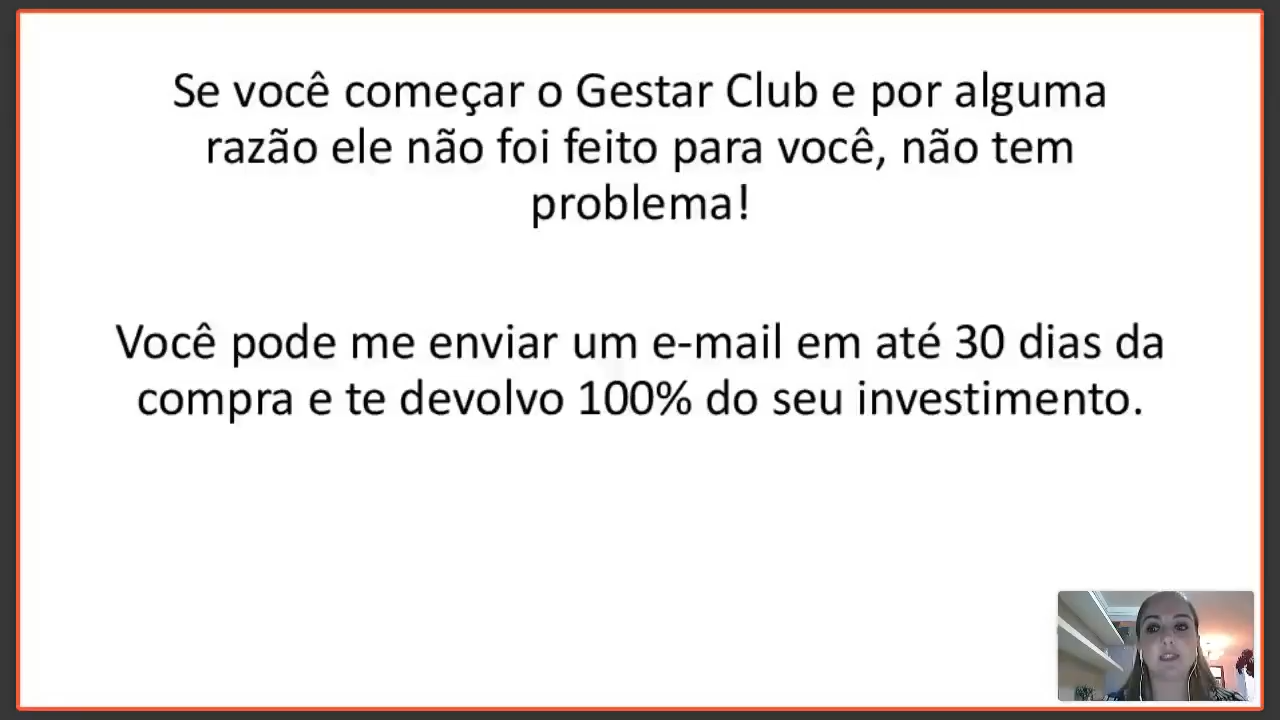 Se você começar o Gestar Club e por alguma
razão ele não foi feito para você, não tem
problema!
Você pode me enviar um e-mail em até 30 dias da
compra e te devolvo 100% do seu investimento.